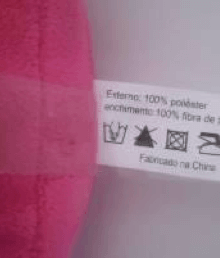 Externo: 100% poliéster
enchimento:100% fibra de
Fabricado na China